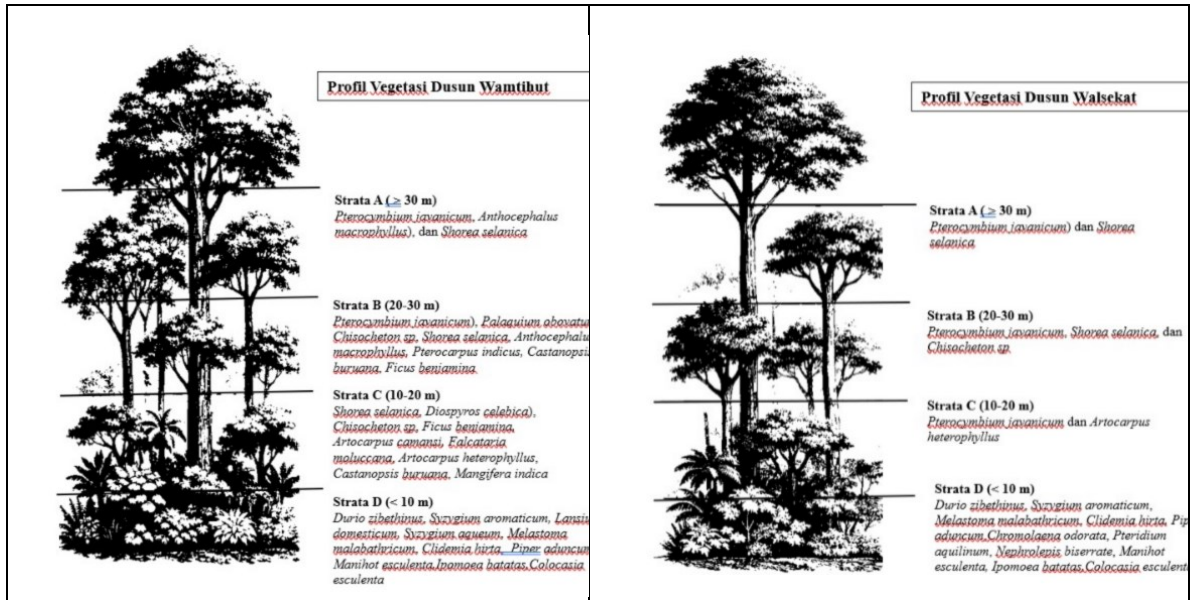 Profil Vegetasi Dusun Wamtihut
Strata A ( ≥ 30 m)
Pterocymbium javanicum, Anthocephalus
macrophyllus), dan Shorea selanica
Strata B (20-30 m)
Pterocymbium javanicum), Palaquium obovatu
Chisocheton sp, Shorea selanica, Anthocephalu
macrophyllus, Pterocarpus indicus, Castanopsi
buruana, Ficus benjamina
Strata C (10-20 m)
Shorea selanica, Diospyros celebica),
Chisocheton sp, Ficus benjamina,
Artocarpus camansi, Falcataria
moluccana, Artocarpus heterophyllus,
Castanopsis buruana, Mangifera indica
Strata D (< 10 m)
Durio zibethinus, Syzygium aromaticum, Lansiu
domesticum, Syzygium aqueum, Melastoma
malabathricum, Clidemia hirta, Piper aduncum
Manihot esculenta,Ipomoea batatas,Colocasia
esculenta
Profil Vegetasi Dusun Walsekat
Strata A ( ≥ 30 m)
Pterocymbium javanicum) dan Shorea
selanica
Strata B (20-30 m)
Pterocymbium javanicum, Shorea selanica, dan
Chisocheton sp
Strata C (10-20 m)
Pterocymbium javanicum dan Artocarpus
heterophyllus
Strata D (< 10 m)
Durio zibethinus, Syzygium aromaticum,
Melastoma malabathricum, Clidemia hirta, Pip
aduncum,Chromolaena odorata, Pteridium
aquilinum, Nephrolepis biserrate, Manihot
esculenta, Ipomoea batatas,Colocasia esculent